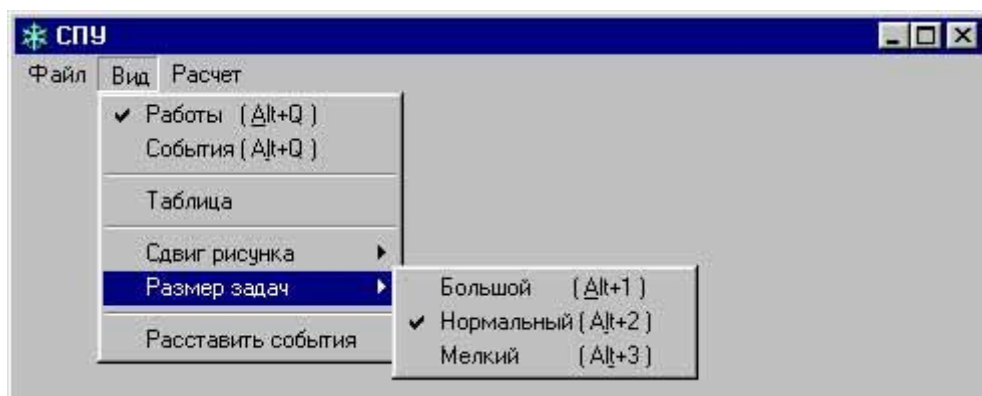 СПУ
Файл Вид Расчет
Работы (Alt+Q)
События (Alt+Q)
Таблица
Сдвиг рисунка
Размер задач
Большой (Alt+1)
Нормальный (Alt+2)
Мелкий (Alt+3)
Расставить события